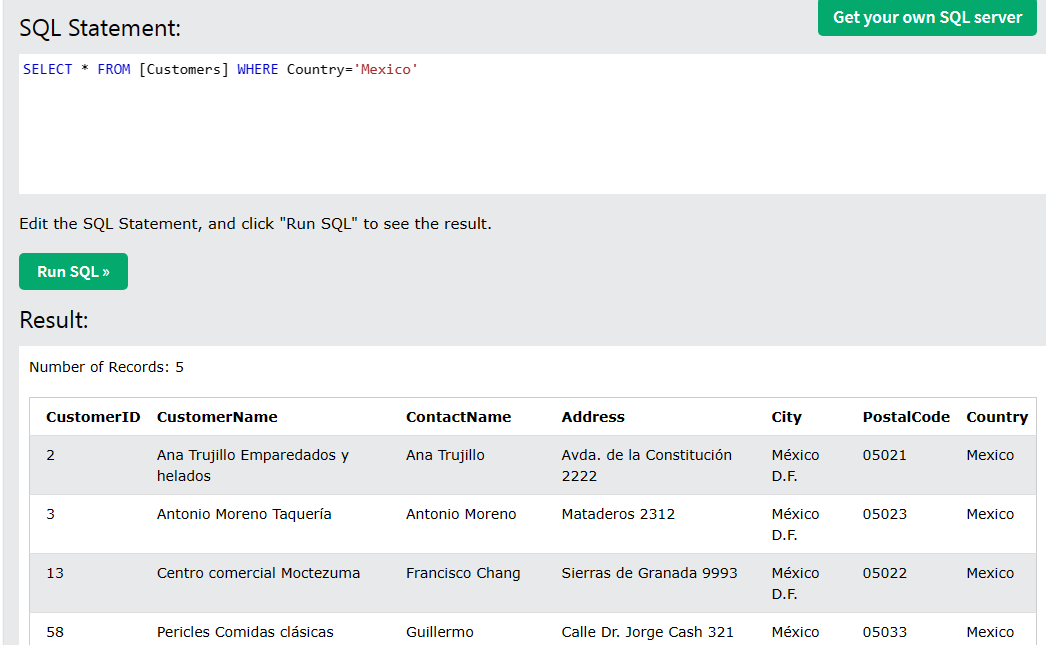 SQL Statement:
Get your own SQL server
SELECT * FROM [Customers] WHERE Country='Mexico'
Edit the SQL Statement, and click "Run SQL" to see the result.
Run SQL »
Result:
Number of Records: 5
CustomerID CustomerName ContactName Address City PostalCode Country
2 Ana Trujillo Emparedados y Ana Trujillo Avda. de la Constitución México 05021 Mexico
helados 2222 D.F.
3 Antonio Moreno Taquería Antonio Moreno Mataderos 2312 México 05023 Mexico
D.F.
13 Centro comercial Moctezuma Francisco Chang Sierras de Granada 9993 México 05022 Mexico
D.F.
58 Pericles Comidas clásicas Guillermo Calle Dr. Jorge Cash 321 México 05033 Mexico